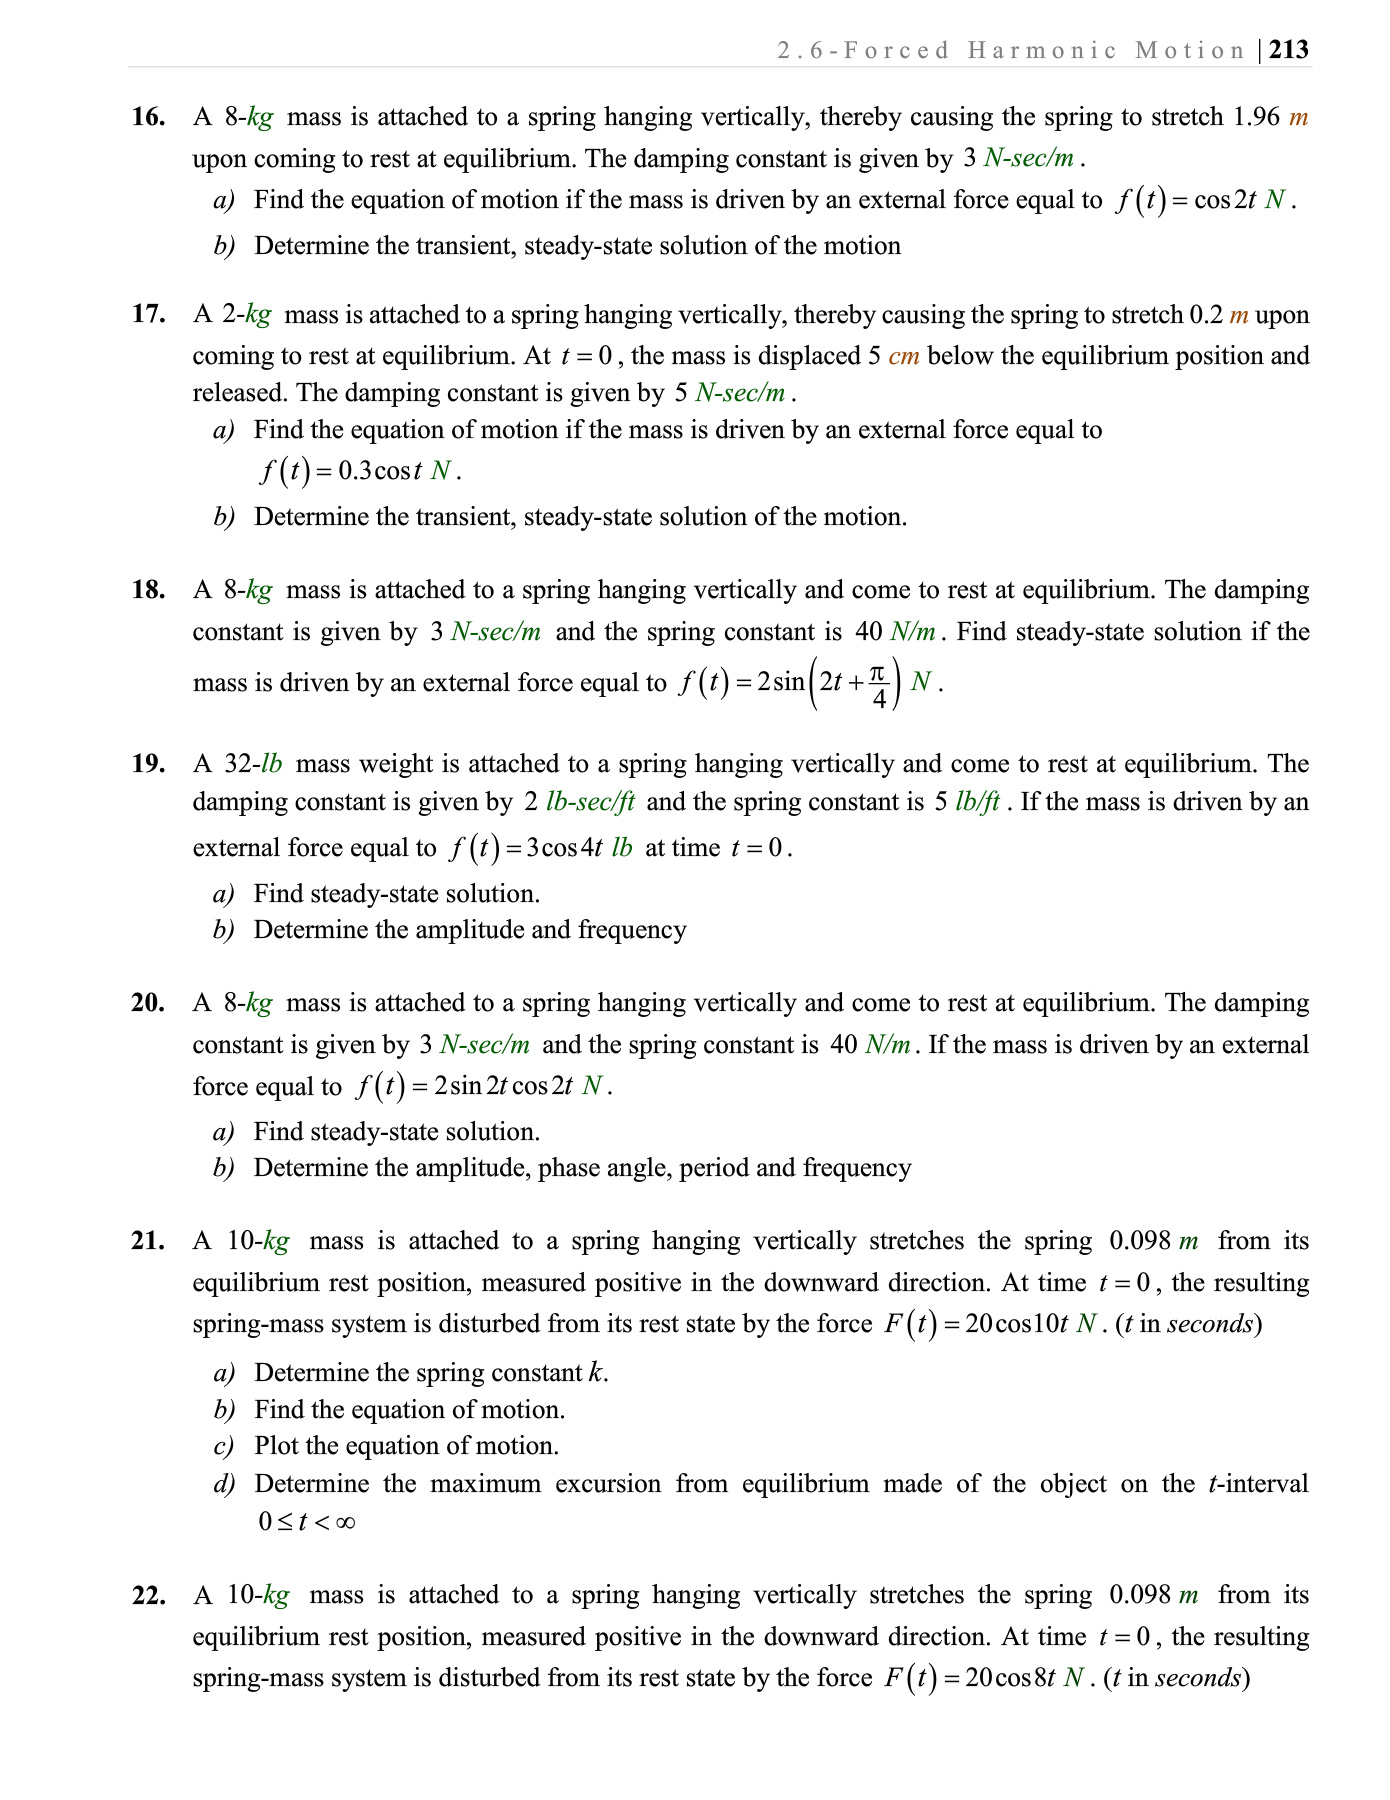 2.6-Forced Harmonic Motion | 213
16. A 8-kg mass is attached to a spring hanging vertically, thereby causing the spring to stretch 1.96 m
upon coming to rest at equilibrium. The damping constant is given by 3 N-sec/m .
a) Find the equation of motion if the mass is driven by an external force equal to f(t) = cos 2t N .
b) Determine the transient, steady-state solution of the motion
17. A 2-kg mass is attached to a spring hanging vertically, thereby causing the spring to stretch 0.2 m upon
coming to rest at equilibrium. At t = 0 , the mass is displaced 5 cm below the equilibrium position and
released. The damping constant is given by 5 N-sec/m .
a) Find the equation of motion if the mass is driven by an external force equal to
f(t) = 0.3 cos t N .
b) Determine the transient, steady-state solution of the motion.
18. A 8-kg mass is attached to a spring hanging vertically and come to rest at equilibrium. The damping
constant is given by 3 N-sec/m and the spring constant is 40 N/m . Find steady-state solution if the
mass is driven by an external force equal to f(t) = 2 sin(2t + π/4) N .
19. A 32-lb mass weight is attached to a spring hanging vertically and come to rest at equilibrium. The
damping constant is given by 2 lb-sec/ft and the spring constant is 5 lb/ft . If the mass is driven by an
external force equal to f(t) = 3 cos 4t lb at time t = 0 .
a) Find steady-state solution.
b) Determine the amplitude and frequency
20. A 8-kg mass is attached to a spring hanging vertically and come to rest at equilibrium. The damping
constant is given by 3 N-sec/m and the spring constant is 40 N/m . If the mass is driven by an external
force equal to f(t) = 2 sin 2t cos 2t N .
a) Find steady-state solution.
b) Determine the amplitude, phase angle, period and frequency
21. A 10-kg mass is attached to a spring hanging vertically stretches the spring 0.098 m from its
equilibrium rest position, measured positive in the downward direction. At time t = 0 , the resulting
spring-mass system is disturbed from its rest state by the force F(t) = 20 cos 10t N . (t in seconds)
a) Determine the spring constant k.
b) Find the equation of motion.
c) Plot the equation of motion.
d) Determine the maximum excursion from equilibrium made of the object on the t-interval
0 ≤ t < ∞
22. A 10-kg mass is attached to a spring hanging vertically stretches the spring 0.098 m from its
equilibrium rest position, measured positive in the downward direction. At time t = 0 , the resulting
spring-mass system is disturbed from its rest state by the force F(t) = 20 cos 8t N . (t in seconds)